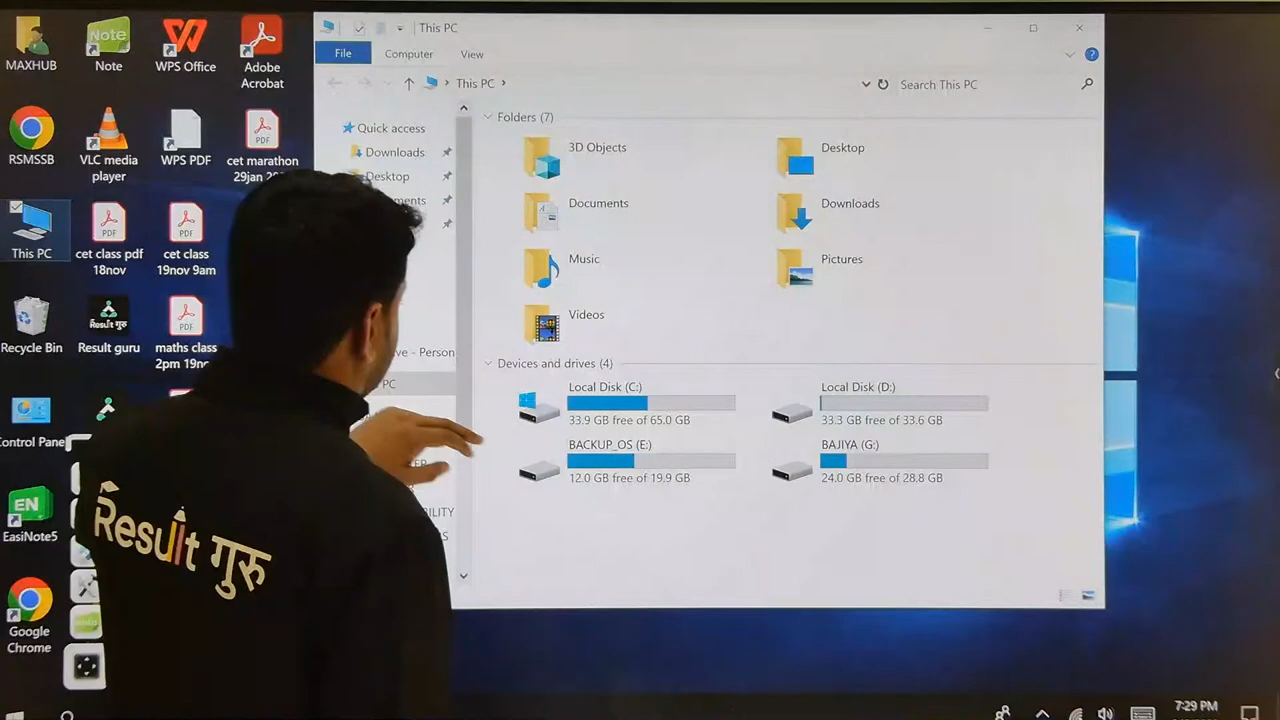 MAXHUB
Note
WPS Office
Adobe
Acrobat
RSMSSB
VLC media
player
WPS PDF
cet marathon
29jan
This PC
cet class pdf
18nov
cet class
19nov 9am
Recycle Bin
Result guru
Result गुरु
maths class
2pm 19nov
Control Panel
EN
EasiNote5
Google
Chrome
note
Result गुरु
This PC
File
Computer
View
This PC
Search This PC
Quick access
Downloads
Desktop
ments
ve - Person
PC
BILITY
Folders (7)
3D Objects
Desktop
Documents
Downloads
Music
Pictures
Videos
Devices and drives (4)
Local Disk (C:)
33.9 GB free of 65.0 GB
Local Disk (D:)
33.3 GB free of 33.6 GB
BACKUP_OS (E:)
12.0 GB free of 19.9 GB
BAJIYA (G:)
24.0 GB free of 28.8 GB
7:29 PM